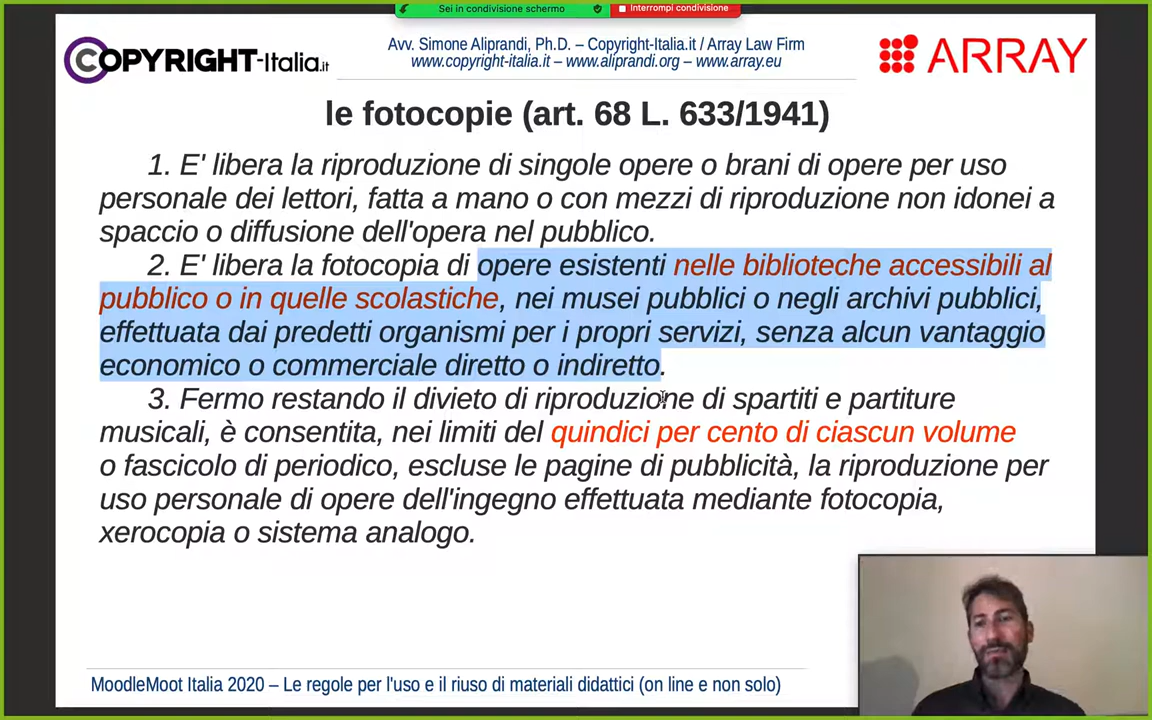 Sei in condivisione schermo
Interrompi condivisione
COPYRIGHT-Italia.it
Avv. Simone Aliprandi, Ph.D. – Copyright-Italia.it / Array Law Firm
www.copyright-italia.it – www.aliprandi.org – www.array.eu
ARRAY
le fotocopie (art. 68 L. 633/1941)
1. E' libera la riproduzione di singole opere o brani di opere per uso
personale dei lettori, fatta a mano o con mezzi di riproduzione non idonei a
spaccio o diffusione dell'opera nel pubblico.
2. E' libera la fotocopia di opere esistenti nelle biblioteche accessibili al
pubblico o in quelle scolastiche, nei musei pubblici o negli archivi pubblici,
effettuata dai predetti organismi per i propri servizi, senza alcun vantaggio
economico o commerciale diretto o indiretto.
3. Fermo restando il divieto di riproduzione di spartiti e partiture
musicali, è consentita, nei limiti del quindici per cento di ciascun volume
o fascicolo di periodico, escluse le pagine di pubblicità, la riproduzione per
uso personale di opere dell'ingegno effettuata mediante fotocopia,
xerocopia o sistema analogo.
MoodleMoot Italia 2020 – Le regole per l'uso e il riuso di materiali didattici (on line e non solo)